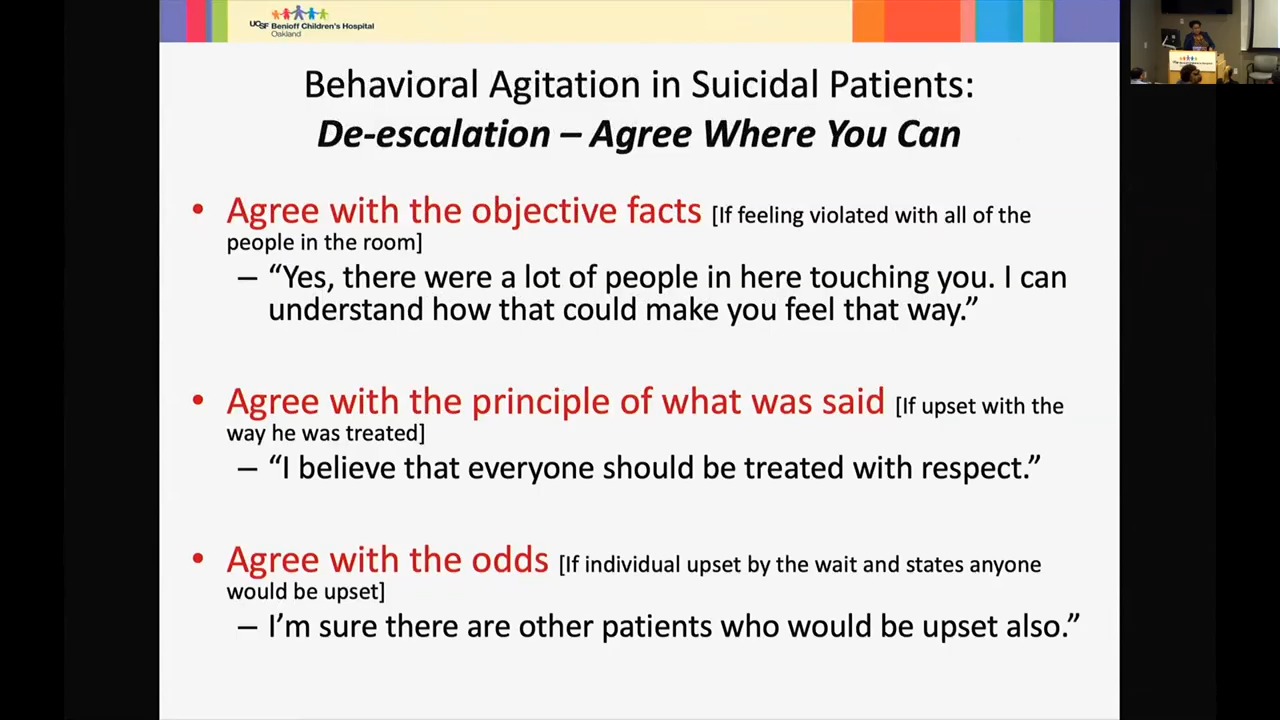 UCSF Benioff Children's Hospital
Oakland
Behavioral Agitation in Suicidal Patients:
De-escalation – Agree Where You Can
• Agree with the objective facts [If feeling violated with all of the
people in the room]
– “Yes, there were a lot of people in here touching you. I can
understand how that could make you feel that way.”
• Agree with the principle of what was said [If upset with the
way he was treated]
– “I believe that everyone should be treated with respect.”
• Agree with the odds [If individual upset by the wait and states anyone
would be upset]
– I’m sure there are other patients who would be upset also.”